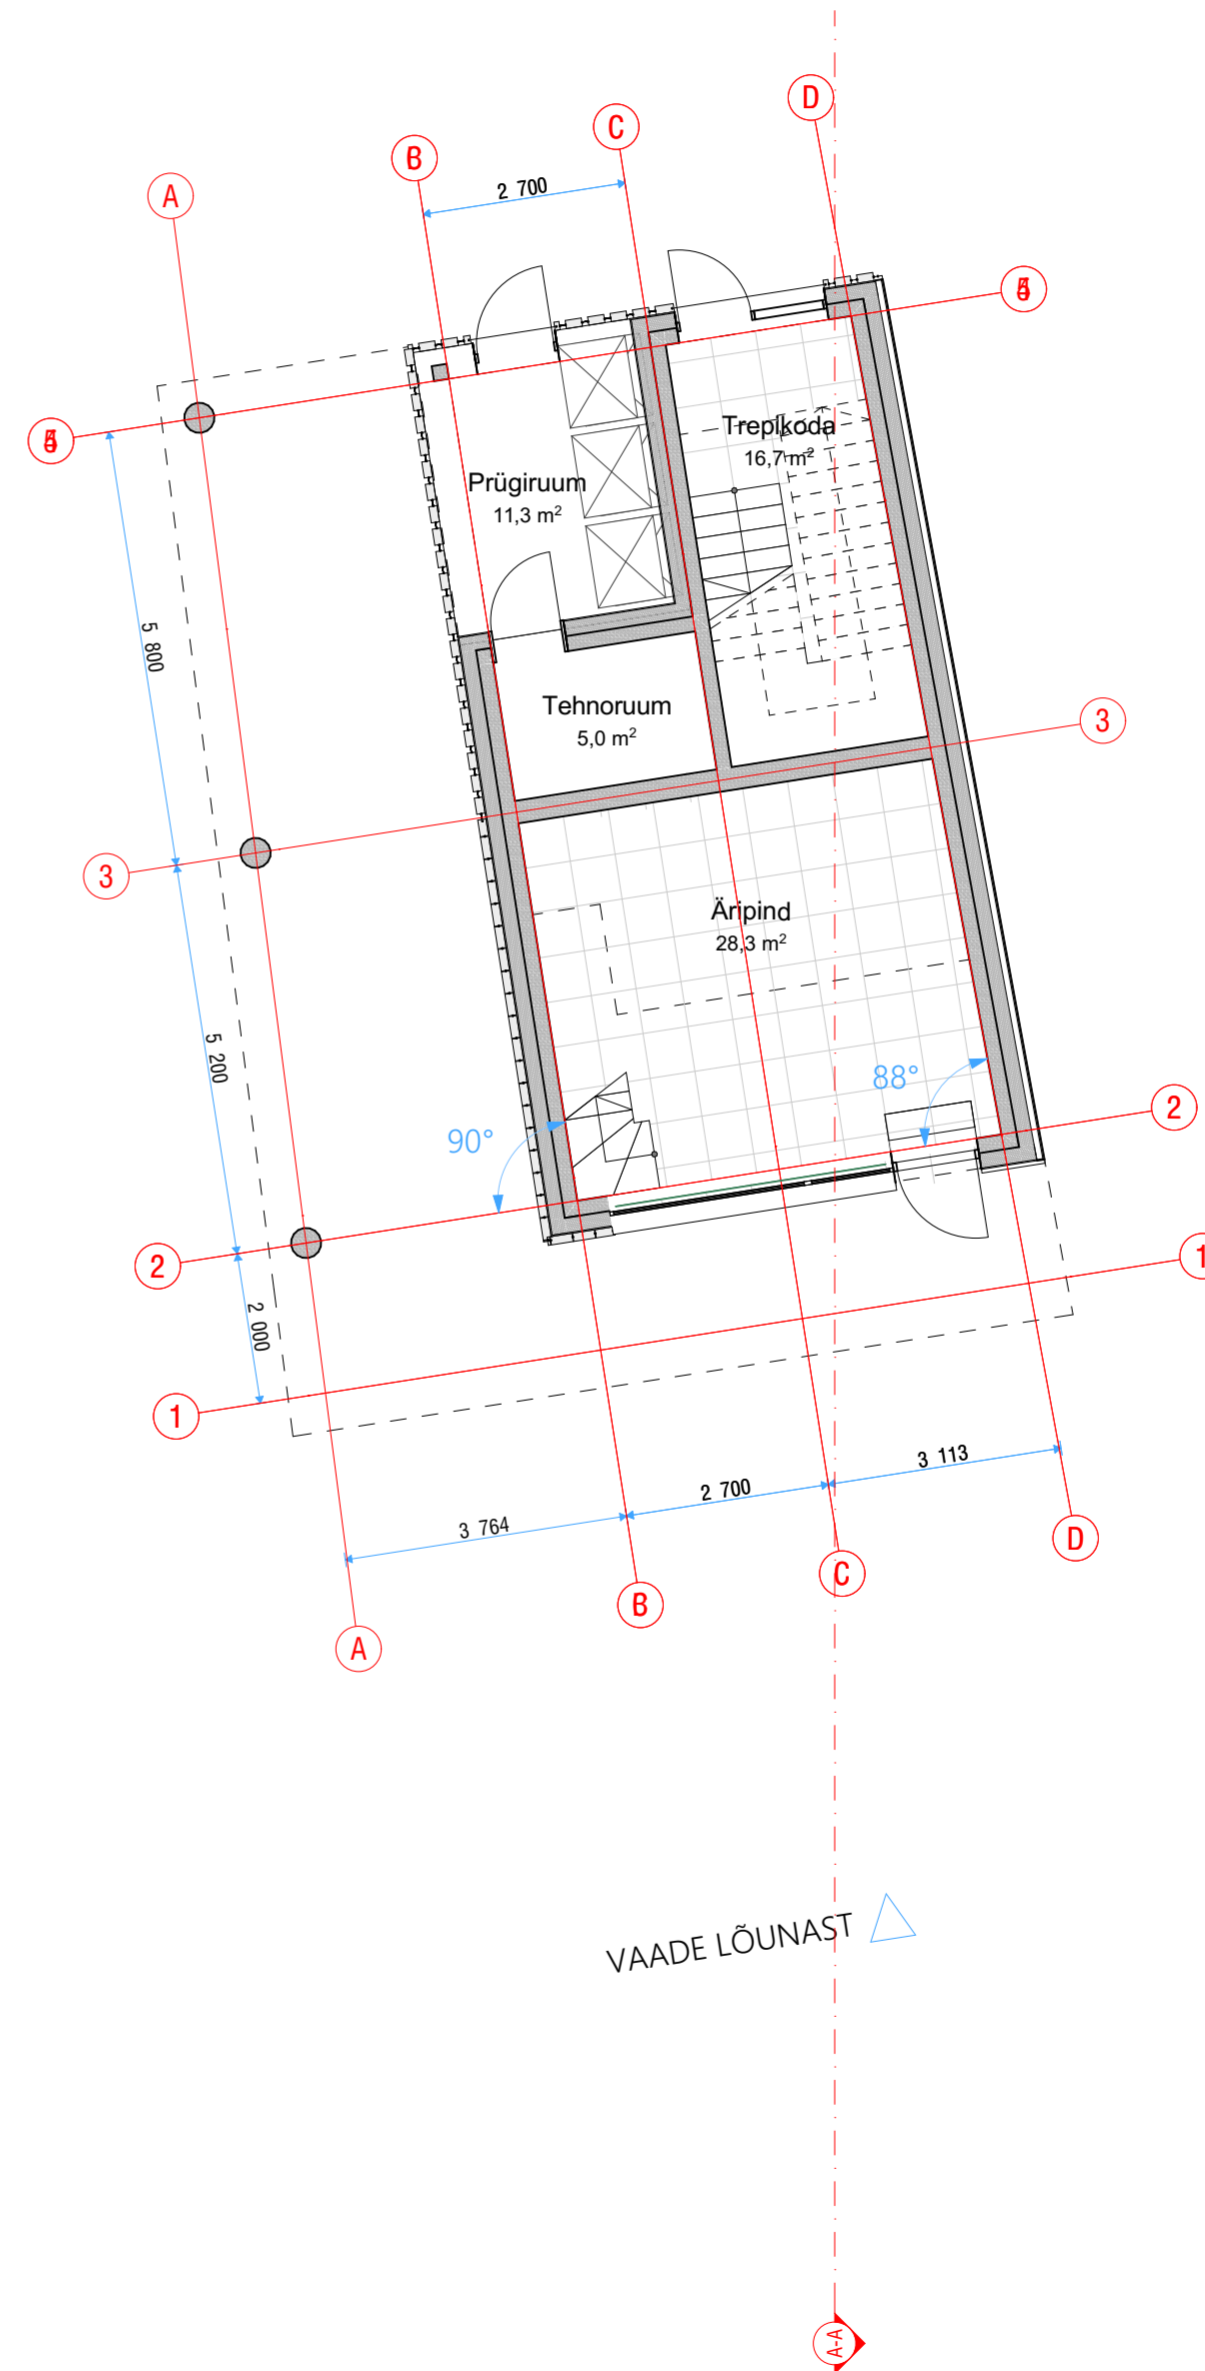 D
C
B
2 700
A
Trepikoda
16,7 m²
Prügiruum
11,3 m²
5 800
Tehnoruum
5,0 m²
3
3
Äripind
28,3 m²
5 200
88°
2
90°
2
1
2 000
1
3 113
2 700
3 764
D
C
B
A
VAADE LÕUNAST
A-A